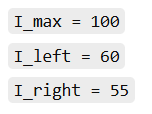 I_max = 100
I_left = 60
I_right = 55